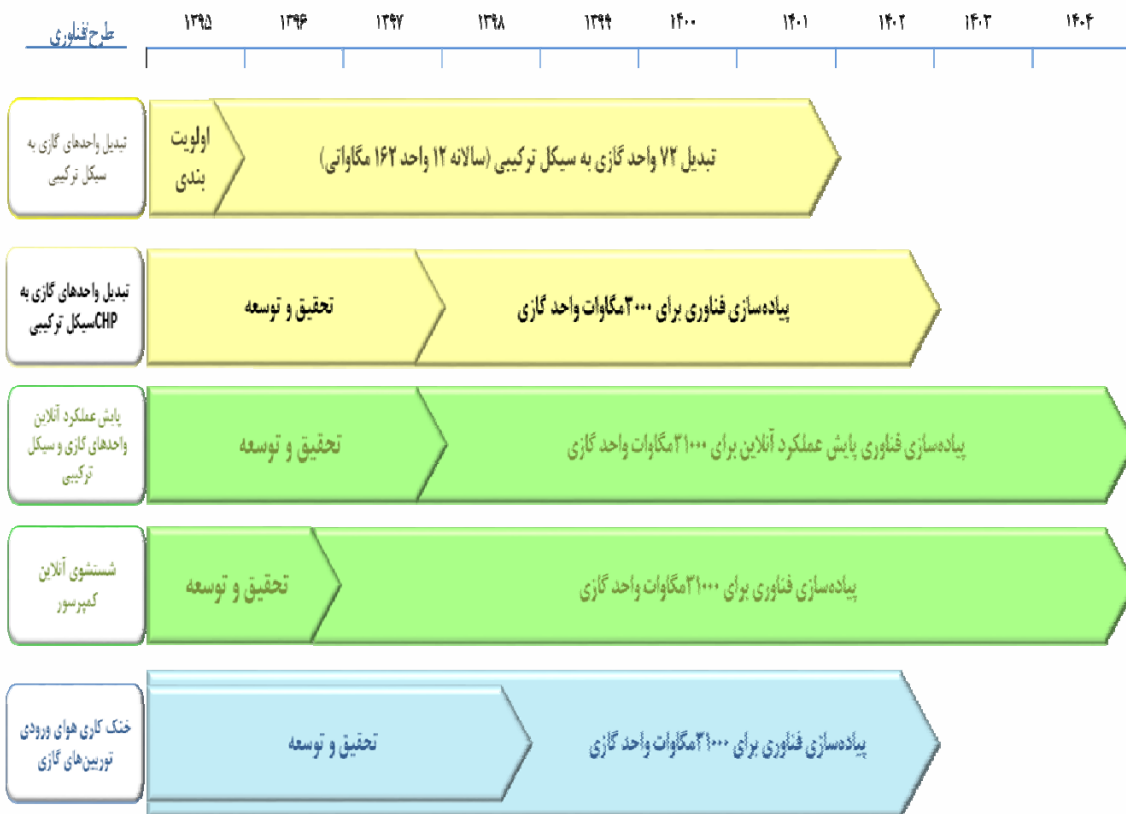 طرح/فناوری
۱۳۹۵ ۱۳۹۶ ۱۳۹۷ ۱۳۹۸ ۱۳۹۹ ۱۴۰۰ ۱۴۰۱ ۱۴۰۲ ۱۴۰۳ ۱۴۰۴
تبدیل واحدهای گازی به
سیکل ترکیبی
اولویت
بندی
تبدیل ۷۲ واحد گازی به سیکل ترکیبی (سالانه ۱۲ واحد ۱۶۲ مگاواتی)
تبدیل واحدهای گازی به
CHPسیکل ترکیبی
تحقیق و توسعه
پیاده‌سازی فناوری برای ۳۰۰۰مگاوات واحد گازی
پایش عملکرد آنلاین
واحدهای گازی و سیکل
ترکیبی
تحقیق و توسعه
پیاده‌سازی فناوری پایش عملکرد آنلاین برای ۳۱۰۰۰مگاوات واحد گازی
شستشوی آنلاین
کمپرسور
تحقیق و توسعه
پیاده‌سازی فناوری برای ۳۱۰۰۰مگاوات واحد گازی
خنک کاری هوای ورودی
توربین‌های گازی
تحقیق و توسعه
پیاده‌سازی فناوری برای ۳۱۰۰۰مگاوات واحد گازی